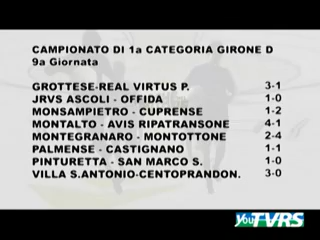 CAMPIONATO DI 1a CATEGORIA GIRONE D
9a Giornata
GROTTESE-REAL VIRTUS P. 3-1
JRVS ASCOLI - OFFIDA 1-0
MONSAMPIETRO - CUPRENSE 1-2
MONTALTO - AVIS RIPATRANSONE 4-1
MONTEGRANARO - MONTOTTONE 2-4
PALMENSE - CASTIGNANO 1-1
PINTURETTA - SAN MARCO S. 1-0
VILLA S.ANTONIO-CENTOPRANDON. 3-0
youTVRS